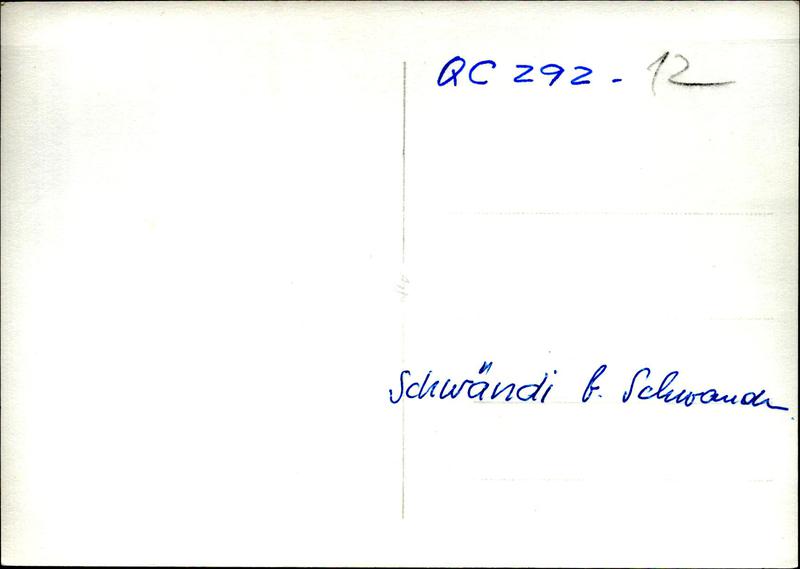 QC 292 - 12
Schwändi b. Schwanden